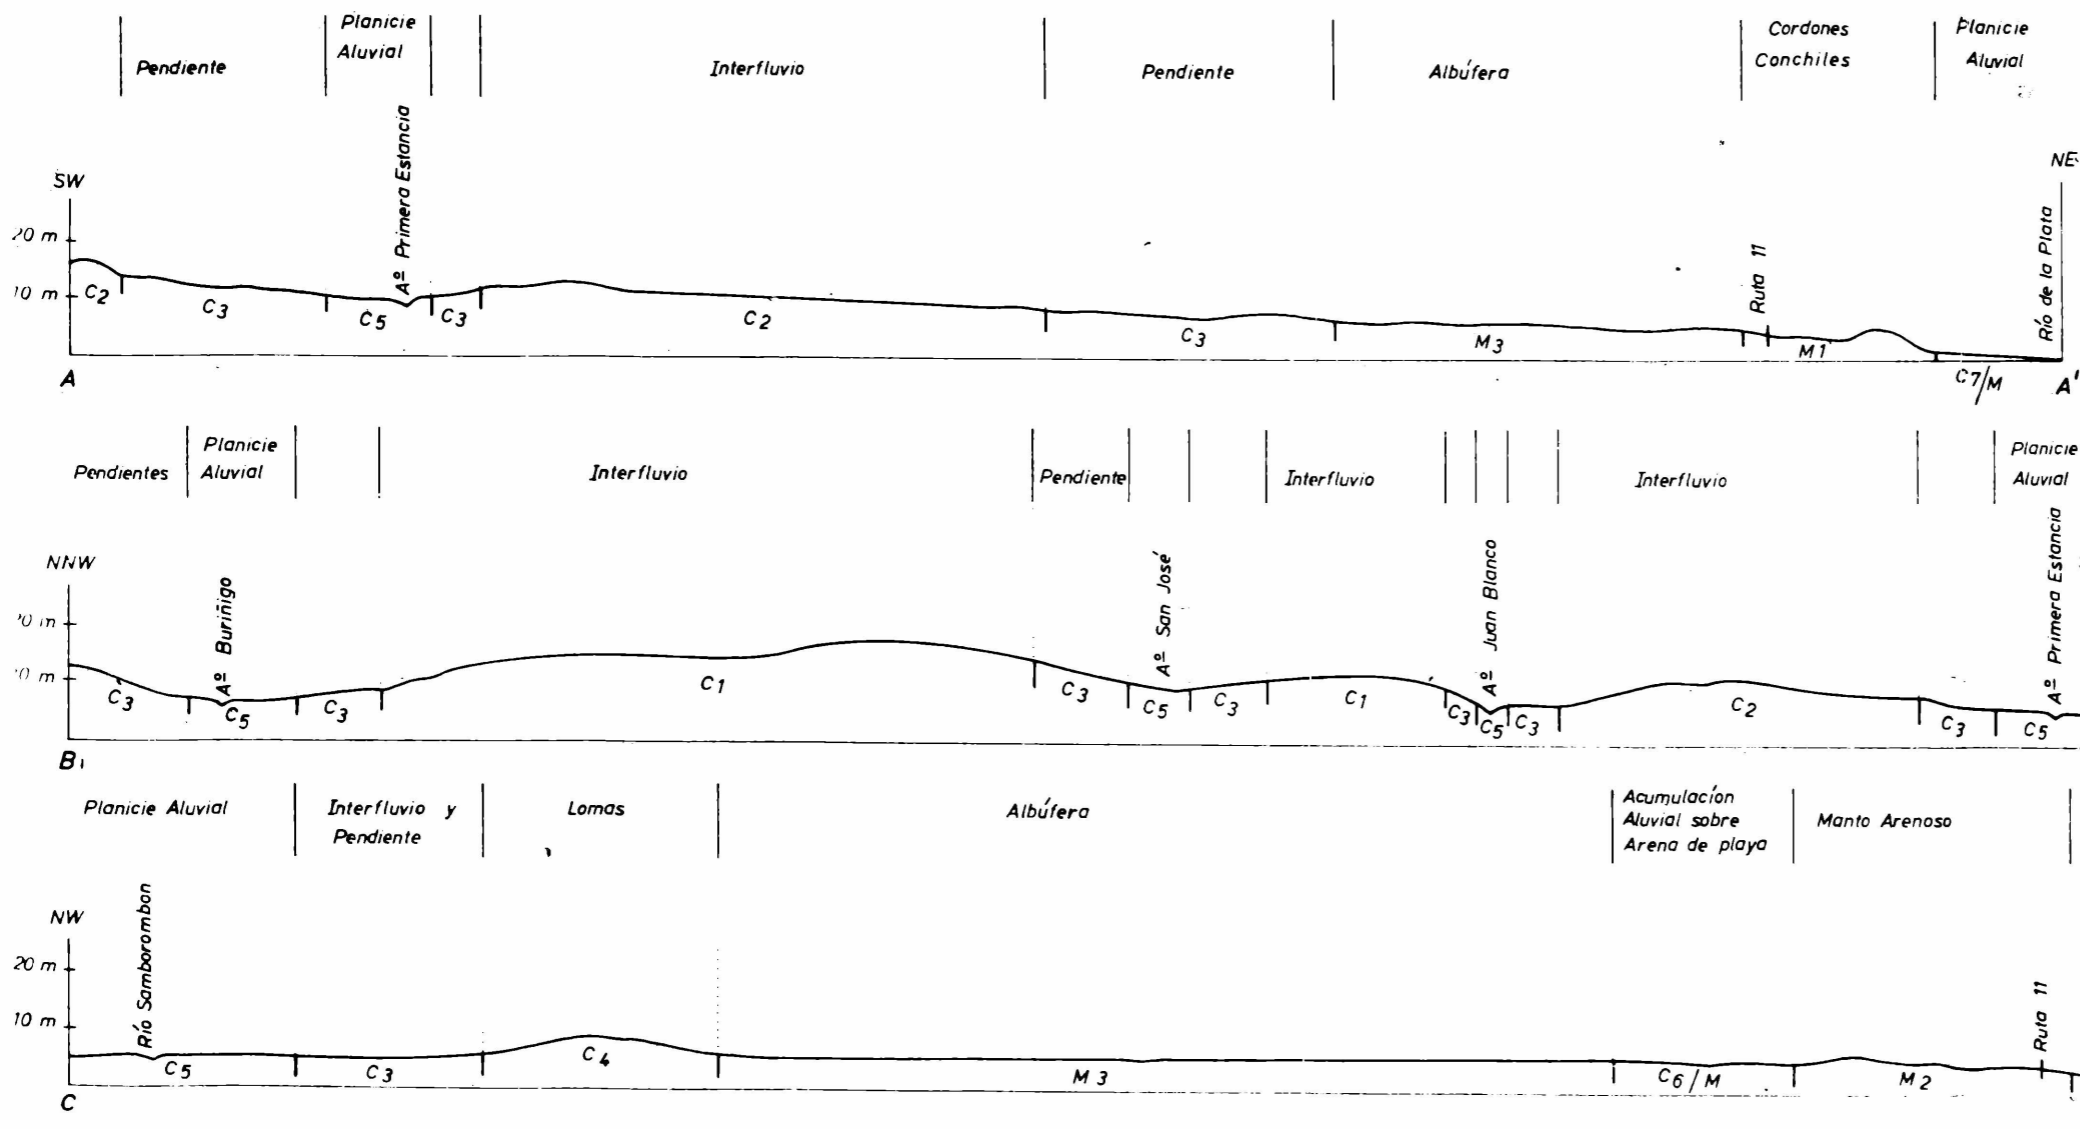 Pendiente
Planicie
Aluvial
Interfluvio
Pendiente
Albúfera
Cordones
Conchiles
Planicie
Aluvial
SW
NE
20 m
10 m
Aº Primera Estancia
Ruta 11
Río de la Plata
C2
C3
C5
C3
C2
C3
M3
M1
C7/M
A
A'
Pendientes
Planicie
Aluvial
Interfluvio
Pendiente
Interfluvio
Interfluvio
Planicie
Aluvial
NNW
Aº Buriñigo
Aº San José
Aº Juan Blanco
Aº Primera Estancia
0 m
0 m
C3
C5
C3
C1
C3
C5
C3
C1
C3
C5
C3
C2
C3
C5
B
Planicie Aluvial
Interfluvio y
Pendiente
Lomas
Albúfera
Acumulacíon
Aluvial sobre
Arena de playa
Manto Arenoso
NW
20 m
10 m
Río Samborombon
Ruta 11
C5
C3
C4
M3
C6/M
M2
C